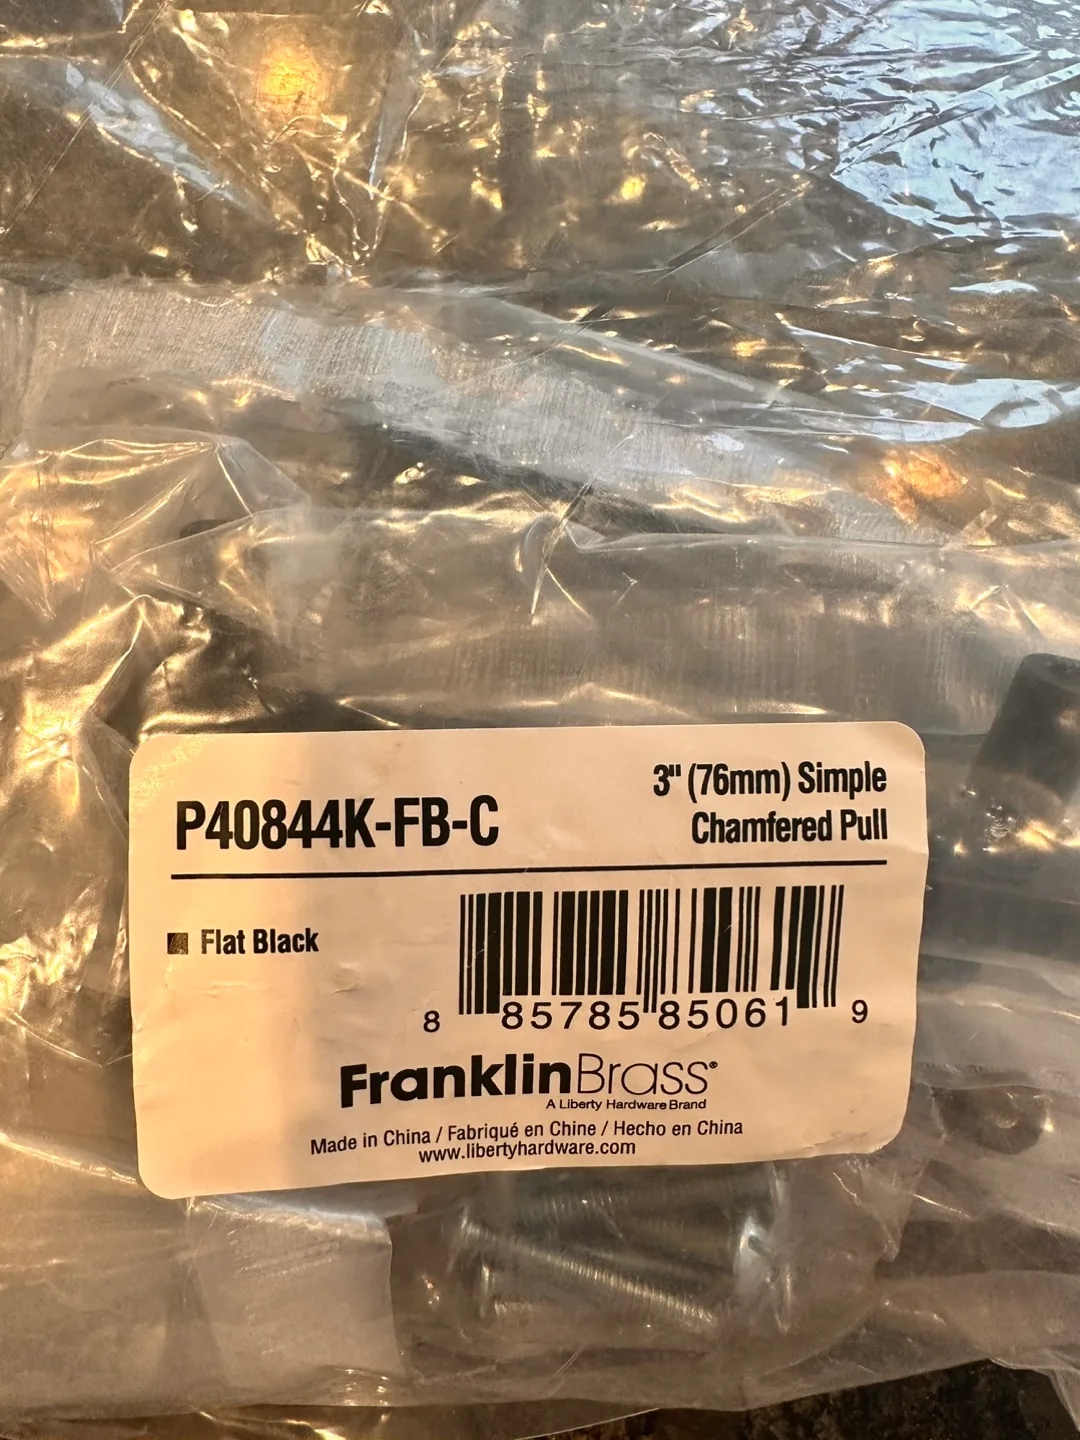 P40844K-FB-C
3" (76mm) Simple
Chamfered Pull
Flat Black
8 85785 85061 9
FranklinBrass®
A Liberty Hardware Brand
Made in China / Fabriqué en Chine / Hecho en China
www.libertyhardware.com